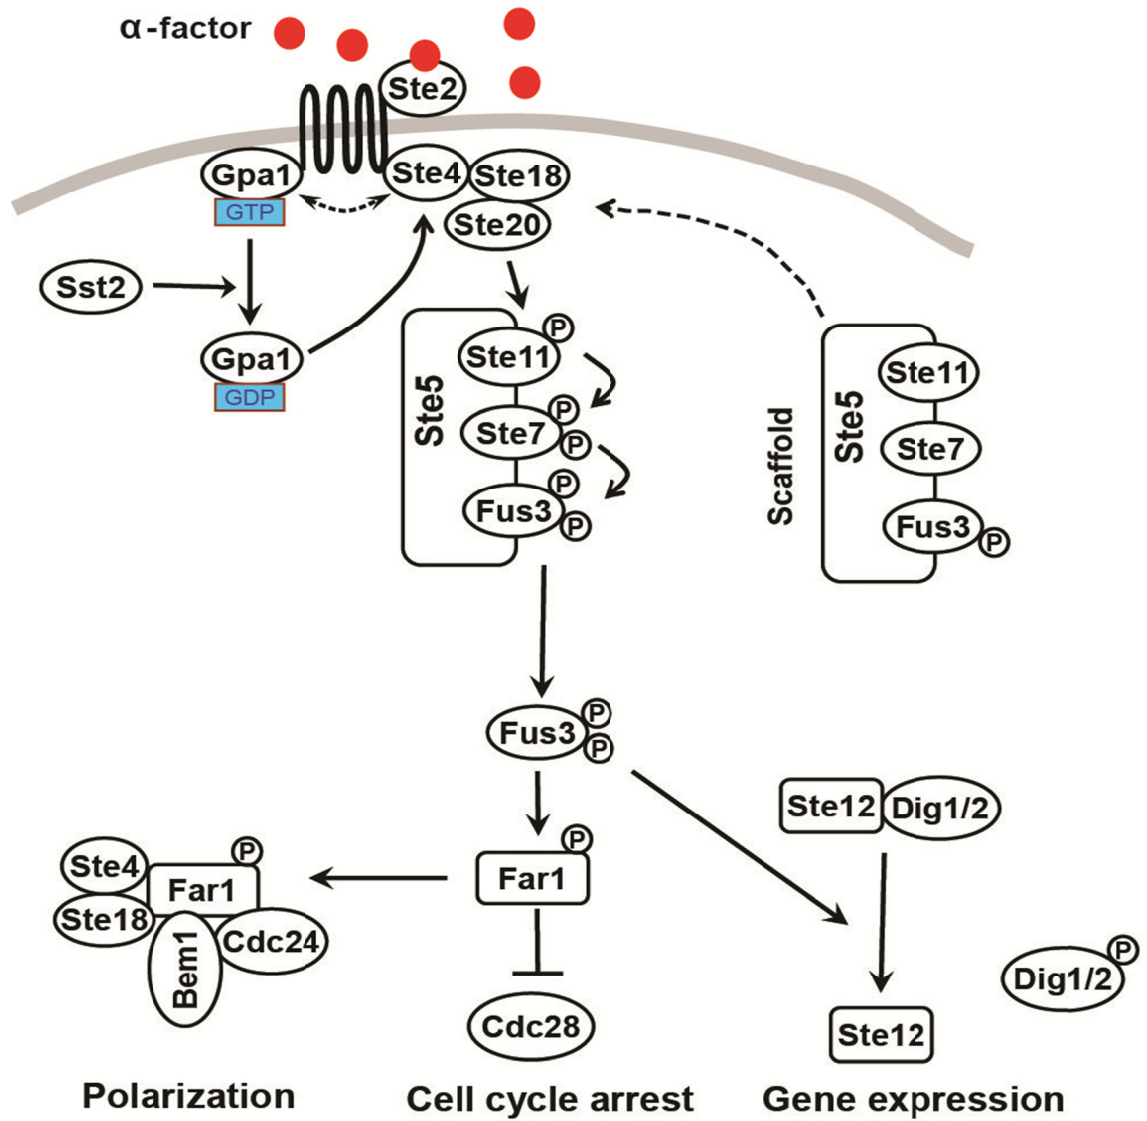 α-factor
Ste2
Gpa1
GTP
Ste4
Ste18
Ste20
Sst2
Gpa1
GDP
Ste5
Ste11
P
Ste7
P
P
Fus3
P
P
Scaffold
Ste5
Ste11
Ste7
Fus3
P
Fus3
P
P
Far1
P
Ste12
Dig1/2
Ste4
Ste18
Far1
P
Bem1
Cdc24
Cdc28
Ste12
Dig1/2
P
Polarization
Cell cycle arrest
Gene expression